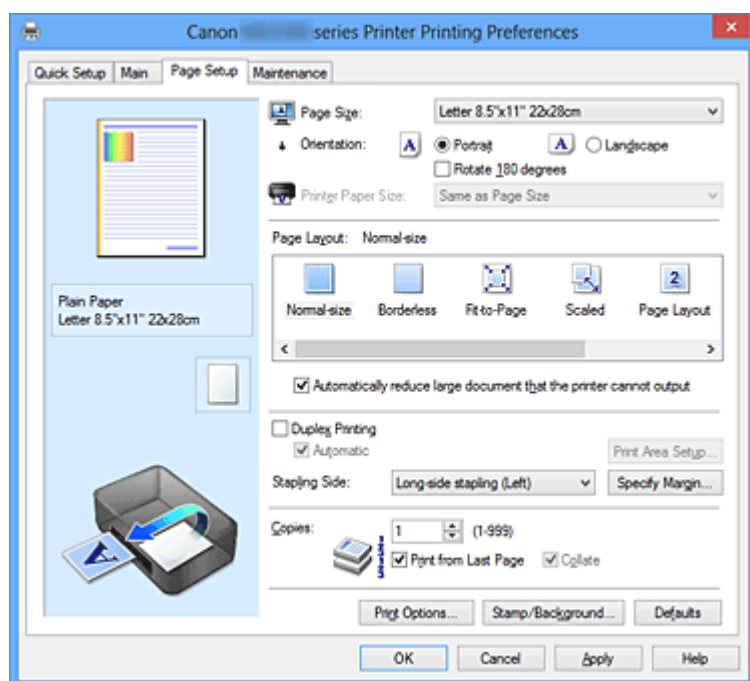 Canon series Printer Printing Preferences
Quick Setup Main Page Setup Maintenance
Page Size: Letter 8.5"x11" 22x28cm
Orientation: A Portrait A Landscape
Rotate 180 degrees
Printer Paper Size: Same as Page Size
Page Layout: Normal-size
2
Normal-size Borderless Fit-to-Page Scaled Page Layout
Plain Paper
Letter 8.5"x11" 22x28cm
Automatically reduce large document that the printer cannot output
Duplex Printing
Automatic
Print Area Setup...
Stapling Side: Long-side stapling (Left) Specify Margin...
Copies: 1 (1-999)
Print from Last Page Collate
A
Print Options... Stamp/Background... Defaults
OK Cancel Apply Help